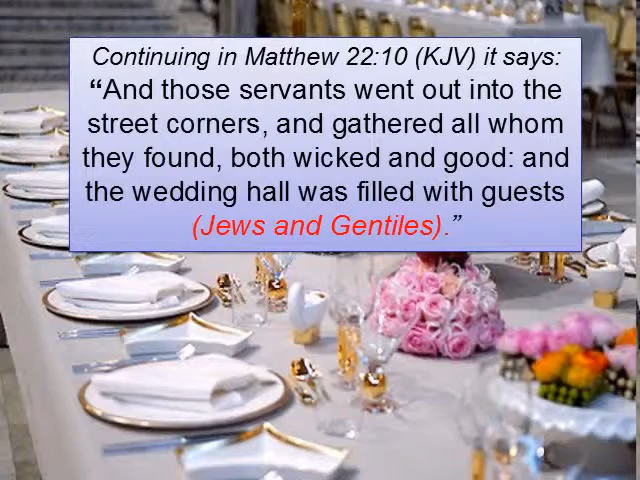 Continuing in Matthew 22:10 (KJV) it says:
“And those servants went out into the
street corners, and gathered all whom
they found, both wicked and good: and
the wedding hall was filled with guests
(Jews and Gentiles).”